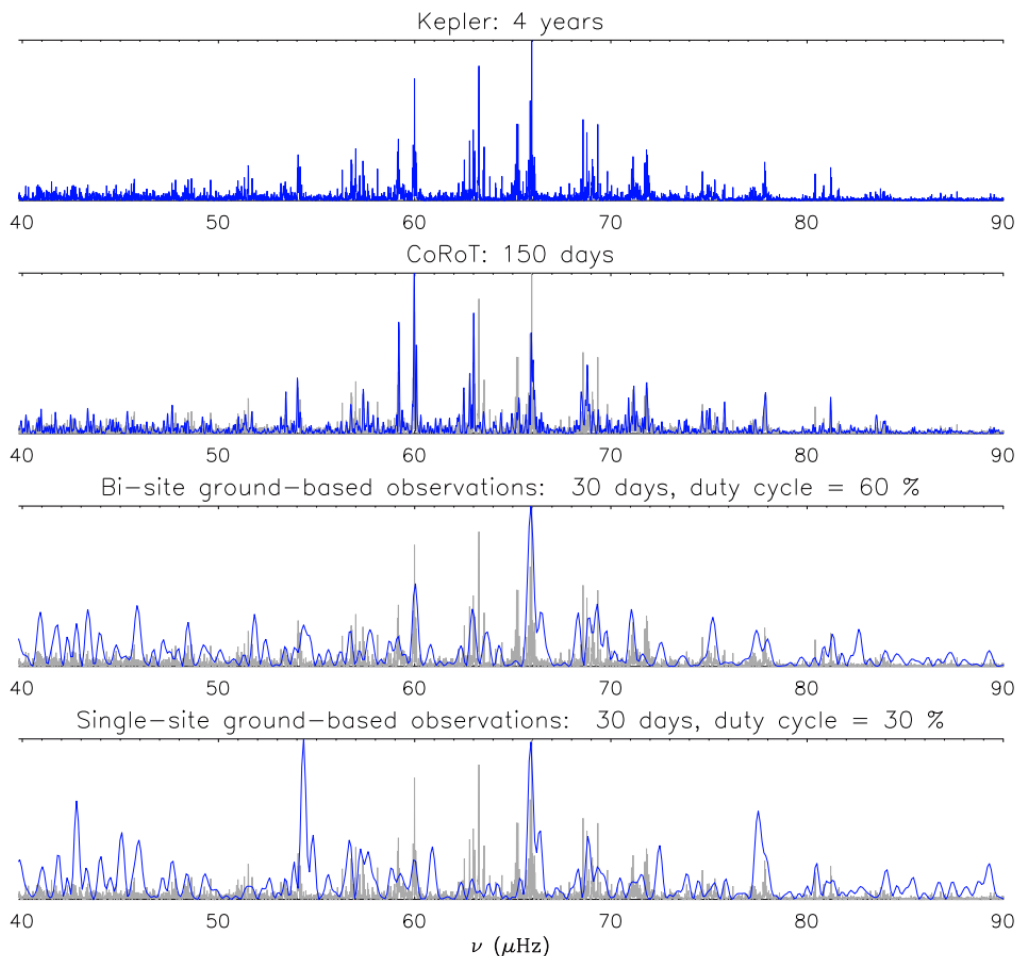 Kepler: 4 years
40 50 60 70 80 90
CoRoT: 150 days
40 50 60 70 80 90
Bi-site ground-based observations: 30 days, duty cycle = 60 %
40 50 60 70 80 90
Single-site ground-based observations: 30 days, duty cycle = 30 %
40 50 60 70 80 90
ν (μHz)